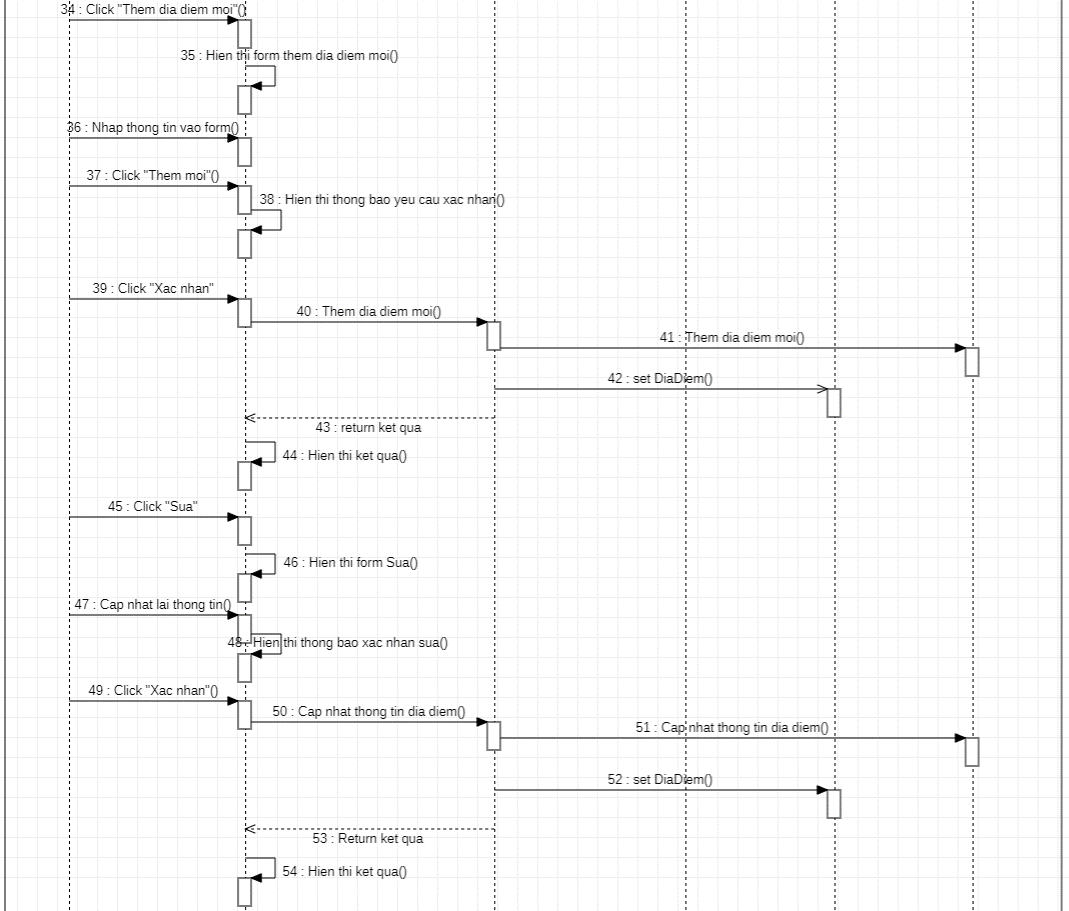 34 : Click "Them dia diem moi"()
35 : Hien thi form them dia diem moi()
36 : Nhap thong tin vao form()
37 : Click "Them moi"()
38 : Hien thi thong bao yeu cau xac nhan()
39 : Click "Xac nhan"
40 : Them dia diem moi()
41 : Them dia diem moi()
42 : set DiaDiem()
43 : return ket qua
44 : Hien thi ket qua()
45 : Click "Sua"
46 : Hien thi form Sua()
47 : Cap nhat lai thong tin()
48 : Hien thi thong bao xac nhan sua()
49 : Click "Xac nhan"()
50 : Cap nhat thong tin dia diem()
51 : Cap nhat thong tin dia diem()
52 : set DiaDiem()
53 : Return ket qua
54 : Hien thi ket qua()